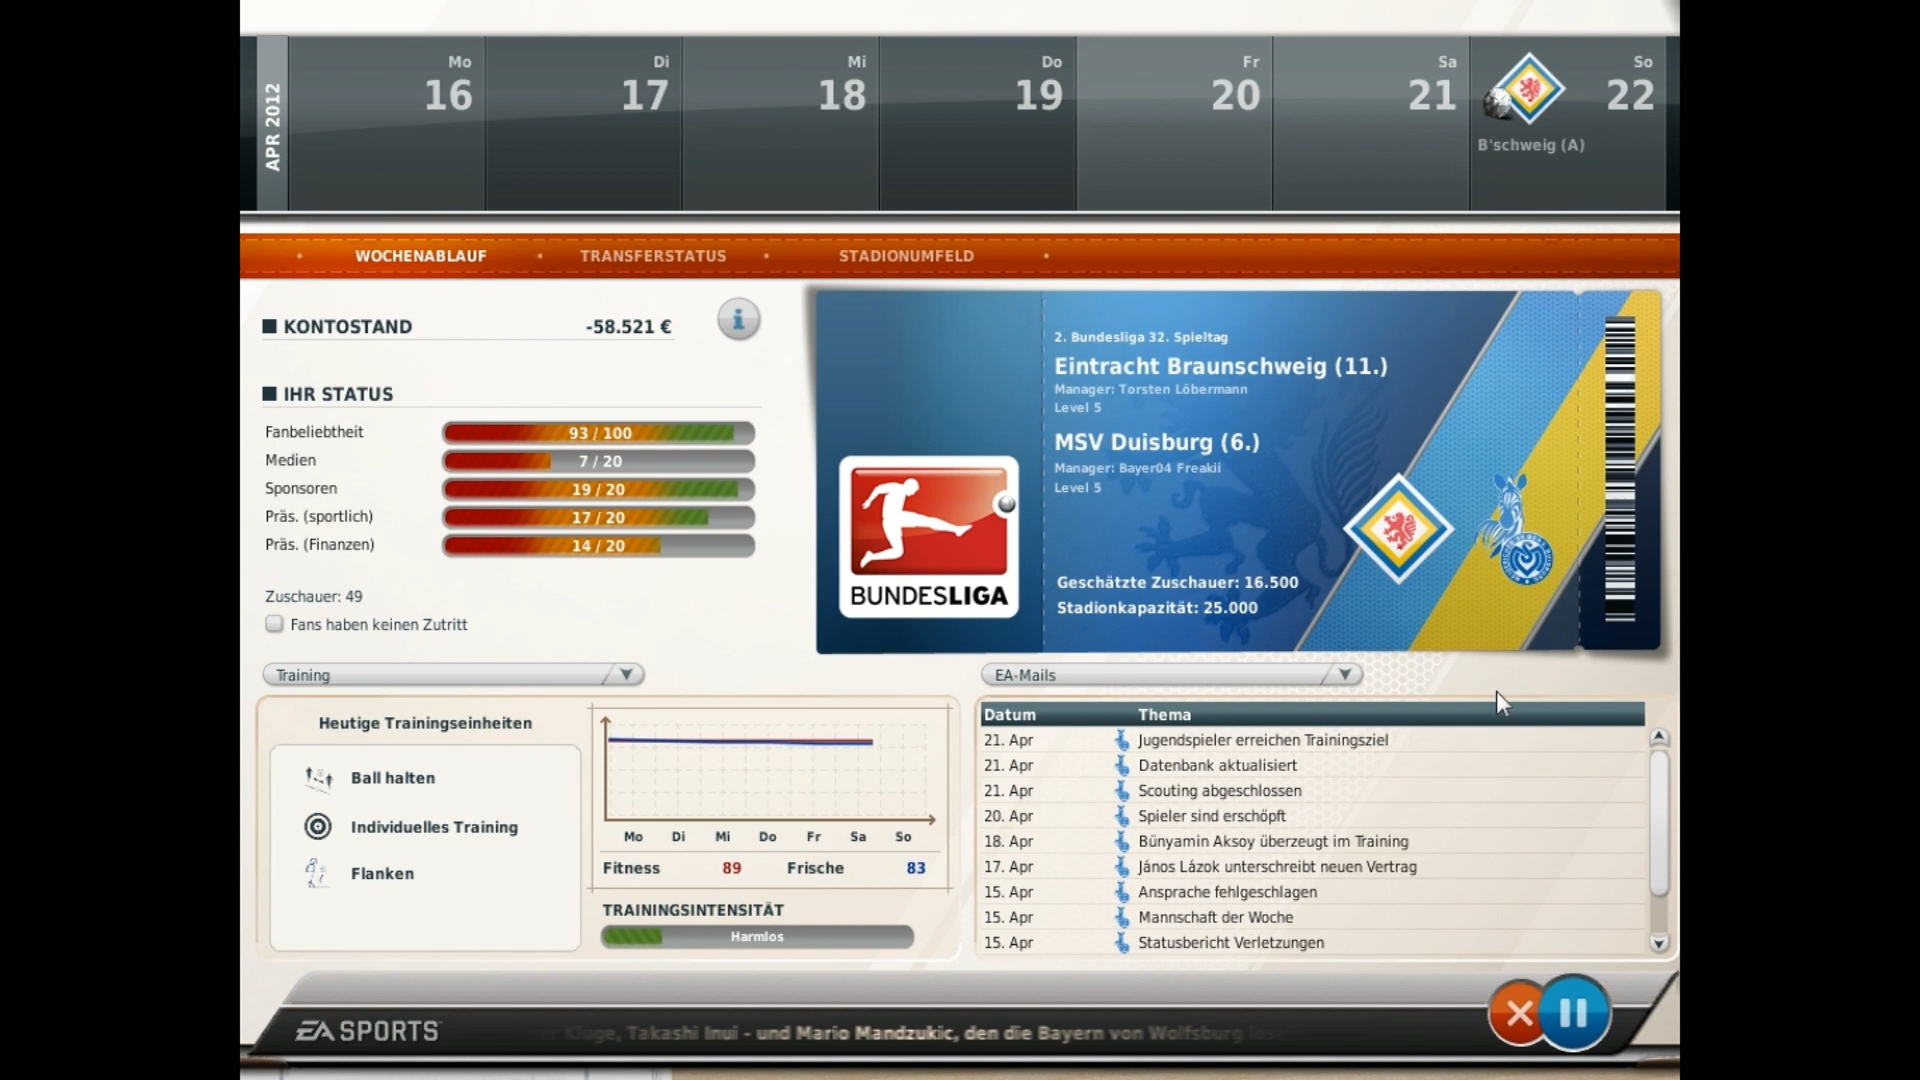 APR 2012
Mo
16
Di
17
Mi
18
Do
19
Fr
20
Sa
21
So
22
B'schweig (A)
WOCHENABLAUF
TRANSFERSTATUS
STADIONUMFELD
KONTOSTAND -58.521 €
IHR STATUS
Fanbeliebtheit 93 / 100
Medien 7 / 20
Sponsoren 19 / 20
Präs. (sportlich) 17 / 20
Präs. (Finanzen) 14 / 20
Zuschauer: 49
Fans haben keinen Zutritt
2. Bundesliga 32. Spieltag
Eintracht Braunschweig (11.)
Manager: Torsten Löbermann
Level 5
MSV Duisburg (6.)
Manager: Bayer04 Freakii
Level 5
Geschätzte Zuschauer: 16.500
Stadionkapazität: 25.000
BUNDESLIGA
Training
Heutige Trainingseinheiten
Ball halten
Individuelles Training
Flanken
Mo Di Mi Do Fr Sa So
Fitness 89 Frische 83
TRAININGSINTENSITÄT
Harmlos
EA-Mails
Datum Thema
21. Apr Jugendspieler erreichen Trainingsziel
21. Apr Datenbank aktualisiert
21. Apr Scouting abgeschlossen
20. Apr Spieler sind erschöpft
18. Apr Bünyamin Aksoy überzeugt im Training
17. Apr János Lázok unterschreibt neuen Vertrag
15. Apr Ansprache fehlgeschlagen
15. Apr Mannschaft der Woche
15. Apr Statusbericht Verletzungen
EA SPORTS
Kluge, Takashi Inui - und Mario Mandzukic, den die Bayern von Wolfsburg